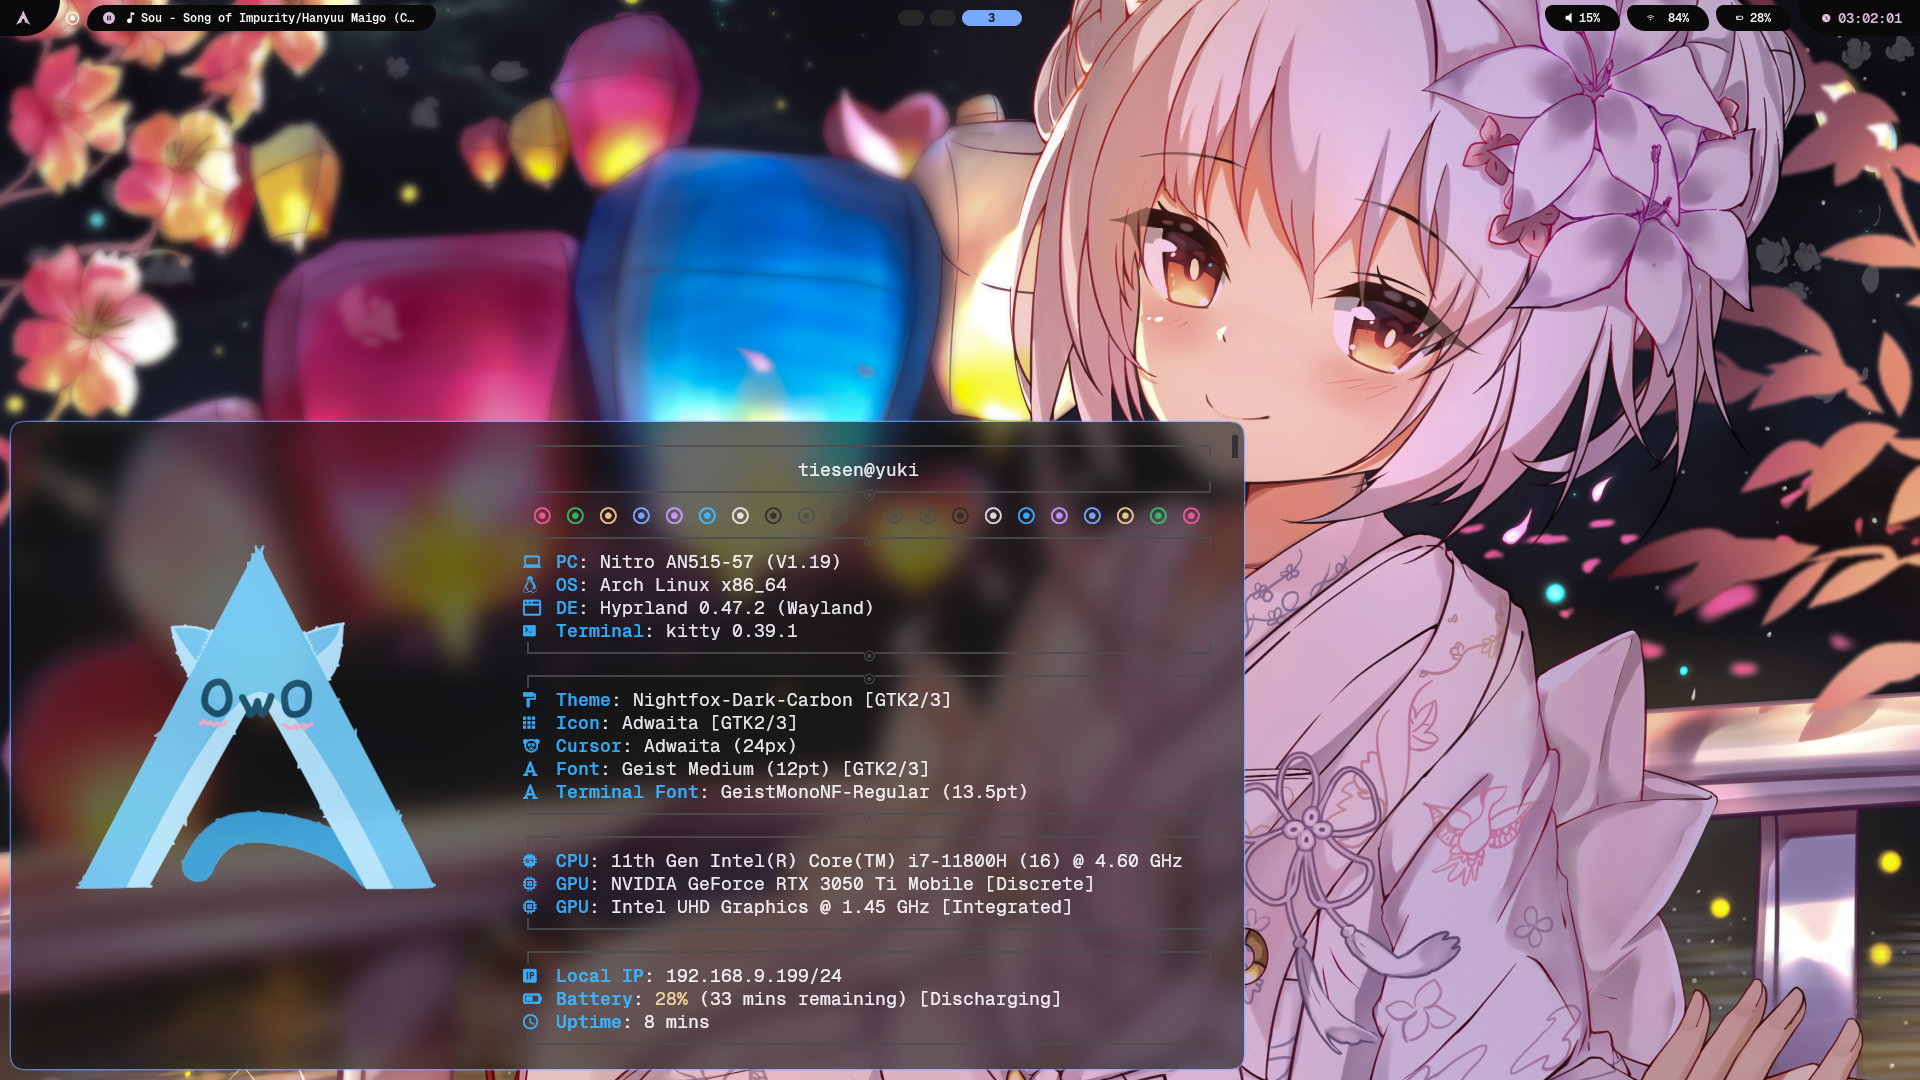 Sou - Song of Impurity/Hanyuu Maigo (C…
3
15%
84%
28%
03:02:01
tiesen@yuki
PC: Nitro AN515-57 (V1.19)
OS: Arch Linux x86_64
DE: Hyprland 0.47.2 (Wayland)
Terminal: kitty 0.39.1
OwO
Theme: Nightfox-Dark-Carbon [GTK2/3]
Icon: Adwaita [GTK2/3]
Cursor: Adwaita (24px)
Font: Geist Medium (12pt) [GTK2/3]
Terminal Font: GeistMonoNF-Regular (13.5pt)
CPU: 11th Gen Intel(R) Core(TM) i7-11800H (16) @ 4.60 GHz
GPU: NVIDIA GeForce RTX 3050 Ti Mobile [Discrete]
GPU: Intel UHD Graphics @ 1.45 GHz [Integrated]
IP Local IP: 192.168.9.199/24
Battery: 28% (33 mins remaining) [Discharging]
Uptime: 8 mins